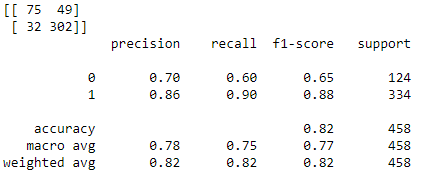 [[ 75  49]
 [ 32 302]]
              precision    recall  f1-score   support

           0       0.70      0.60      0.65       124
           1       0.86      0.90      0.88       334

    accuracy                           0.82       458
   macro avg       0.78      0.75      0.77       458
weighted avg       0.82      0.82      0.82       458